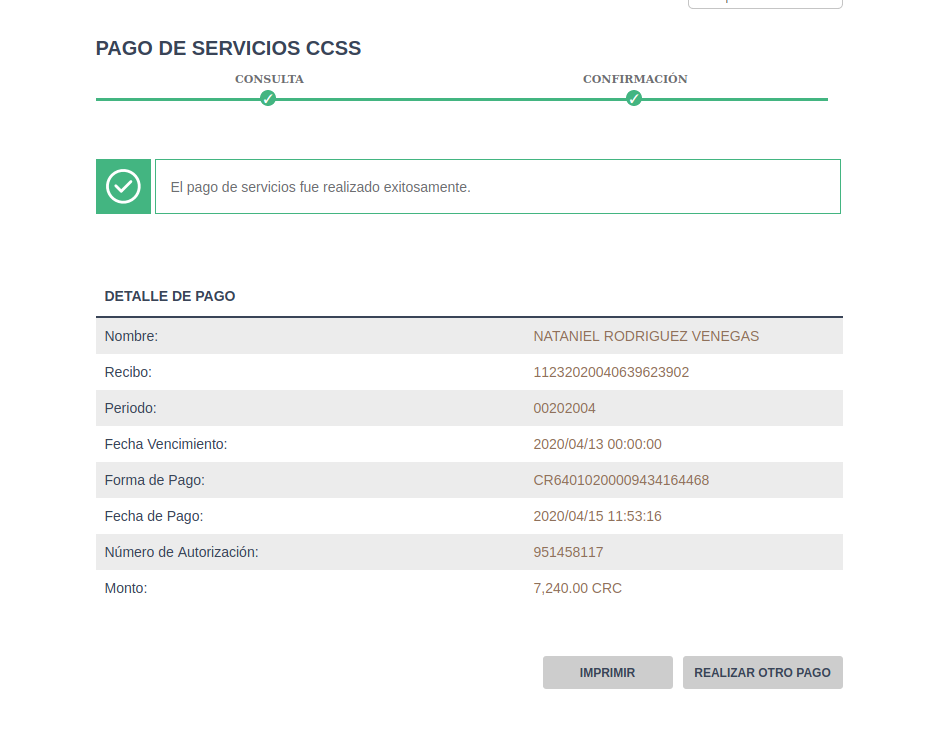 PAGO DE SERVICIOS CCSS
CONSULTA CONFIRMACIÓN
El pago de servicios fue realizado exitosamente.
DETALLE DE PAGO
Nombre: NATANIEL RODRIGUEZ VENEGAS
Recibo: 11232020040639623902
Periodo: 00202004
Fecha Vencimiento: 2020/04/13 00:00:00
Forma de Pago: CR64010200009434164468
Fecha de Pago: 2020/04/15 11:53:16
Número de Autorización: 951458117
Monto: 7,240.00 CRC
IMPRIMIR REALIZAR OTRO PAGO